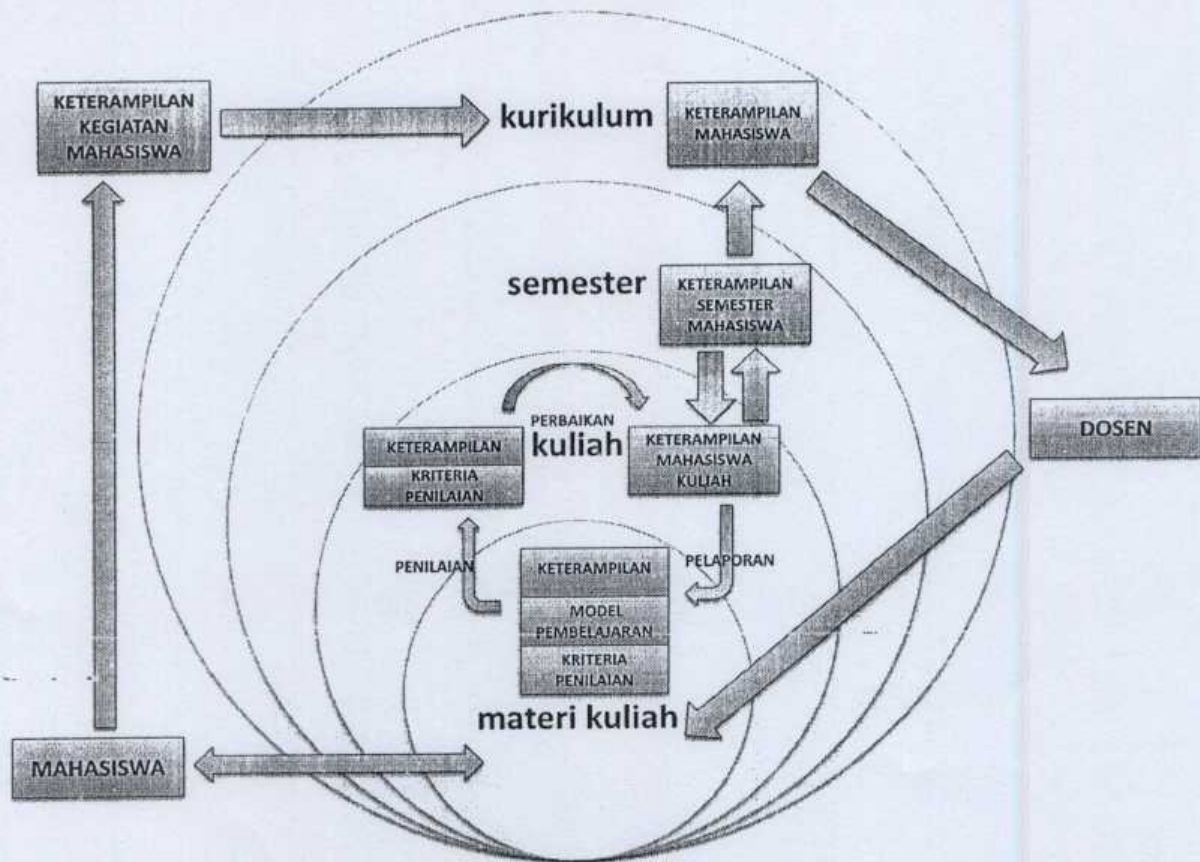 KETERAMPILAN
KEGIATAN
MAHASISWA
kurikulum
KETERAMPILAN
MAHASISWA
semester
KETERAMPILAN
SEMESTER
MAHASISWA
PERBAIKAN
kuliah
KETERAMPILAN
KRITERIA
PENILAIAN
KETERAMPILAN
MAHASISWA
KULIAH
DOSEN
PENILAIAN
PELAPORAN
KETERAMPILAN
MODEL
PEMBELAJARAN
KRITERIA
PENILAIAN
materi kuliah
MAHASISWA